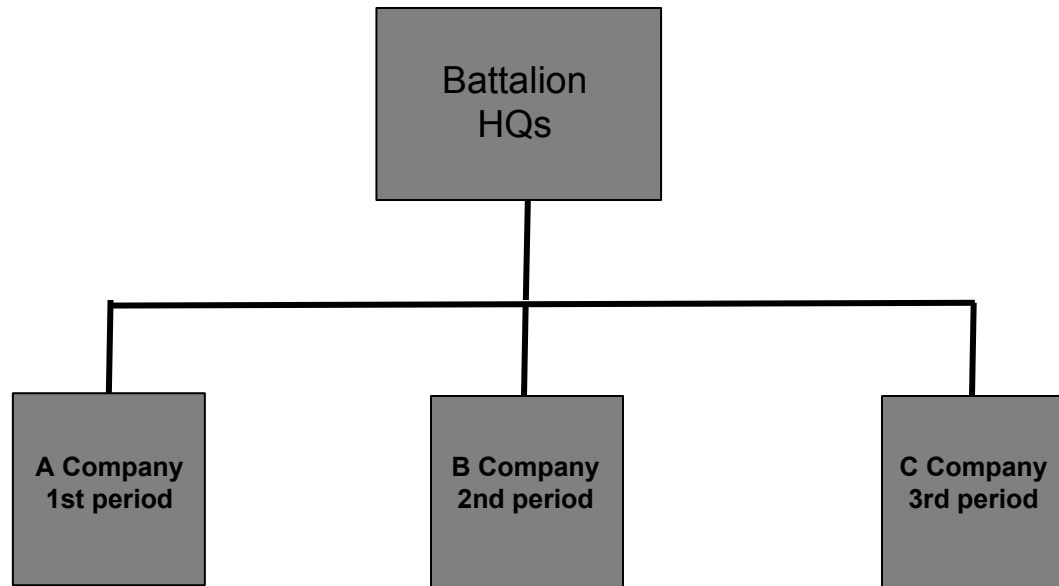 Battalion
HQs
A Company
1st period
B Company
2nd period
C Company
3rd period